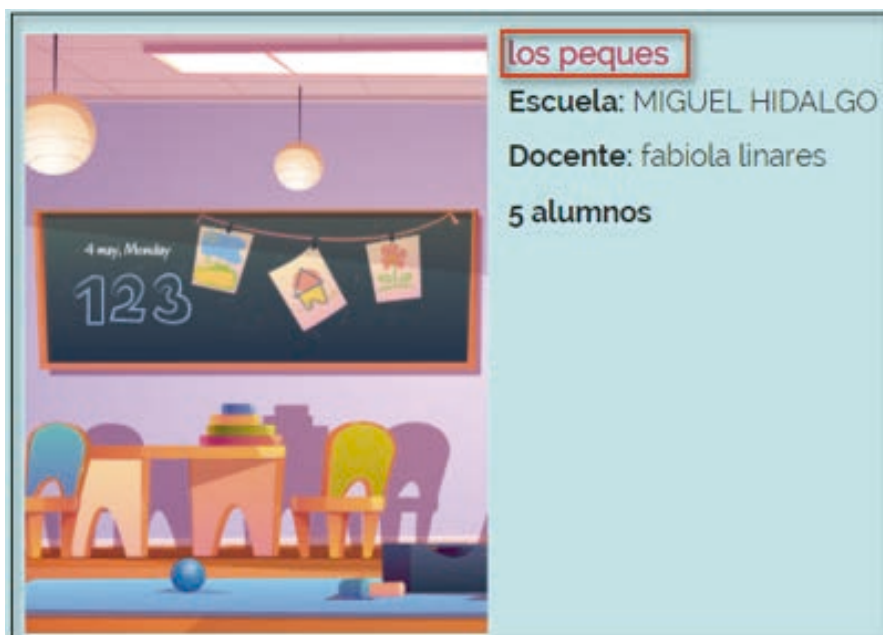 los peques
Escuela: MIGUEL HIDALGO
Docente: fabiola linares
5 alumnos
4 may, Monday
123